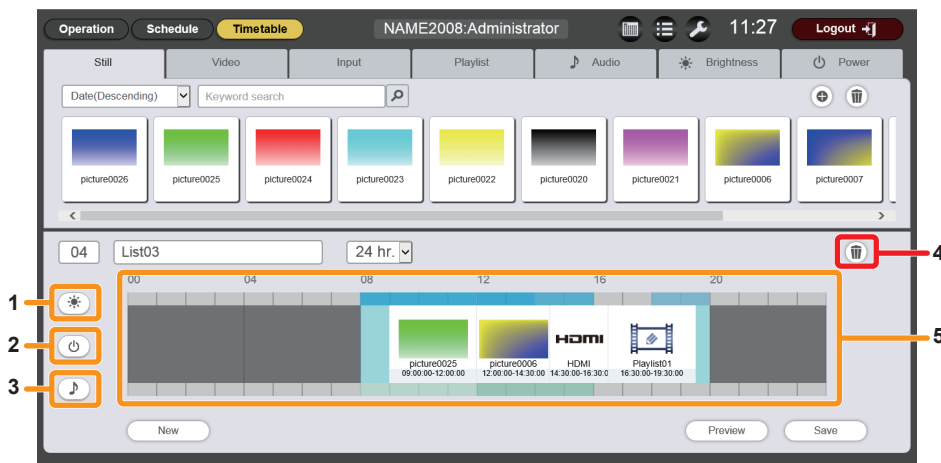 Operation Schedule Timetable NAME2008:Administrator 11:27 Logout
Still Video Input Playlist Audio Brightness Power
Date(Descending) Keyword search
picture0026 picture0025 picture0024 picture0023 picture0022 picture0020 picture0021 picture0006 picture0007
04 List03 24 hr. 4
00 04 08 12 16 20
1
2
3
5
HDMI
picture0025 picture0006 HDMI Playlist01
09:00:00-12:00:00 12:00:00-14:30:00 14:30:00-16:30:0 16:30:00-19:30:00
New Preview Save